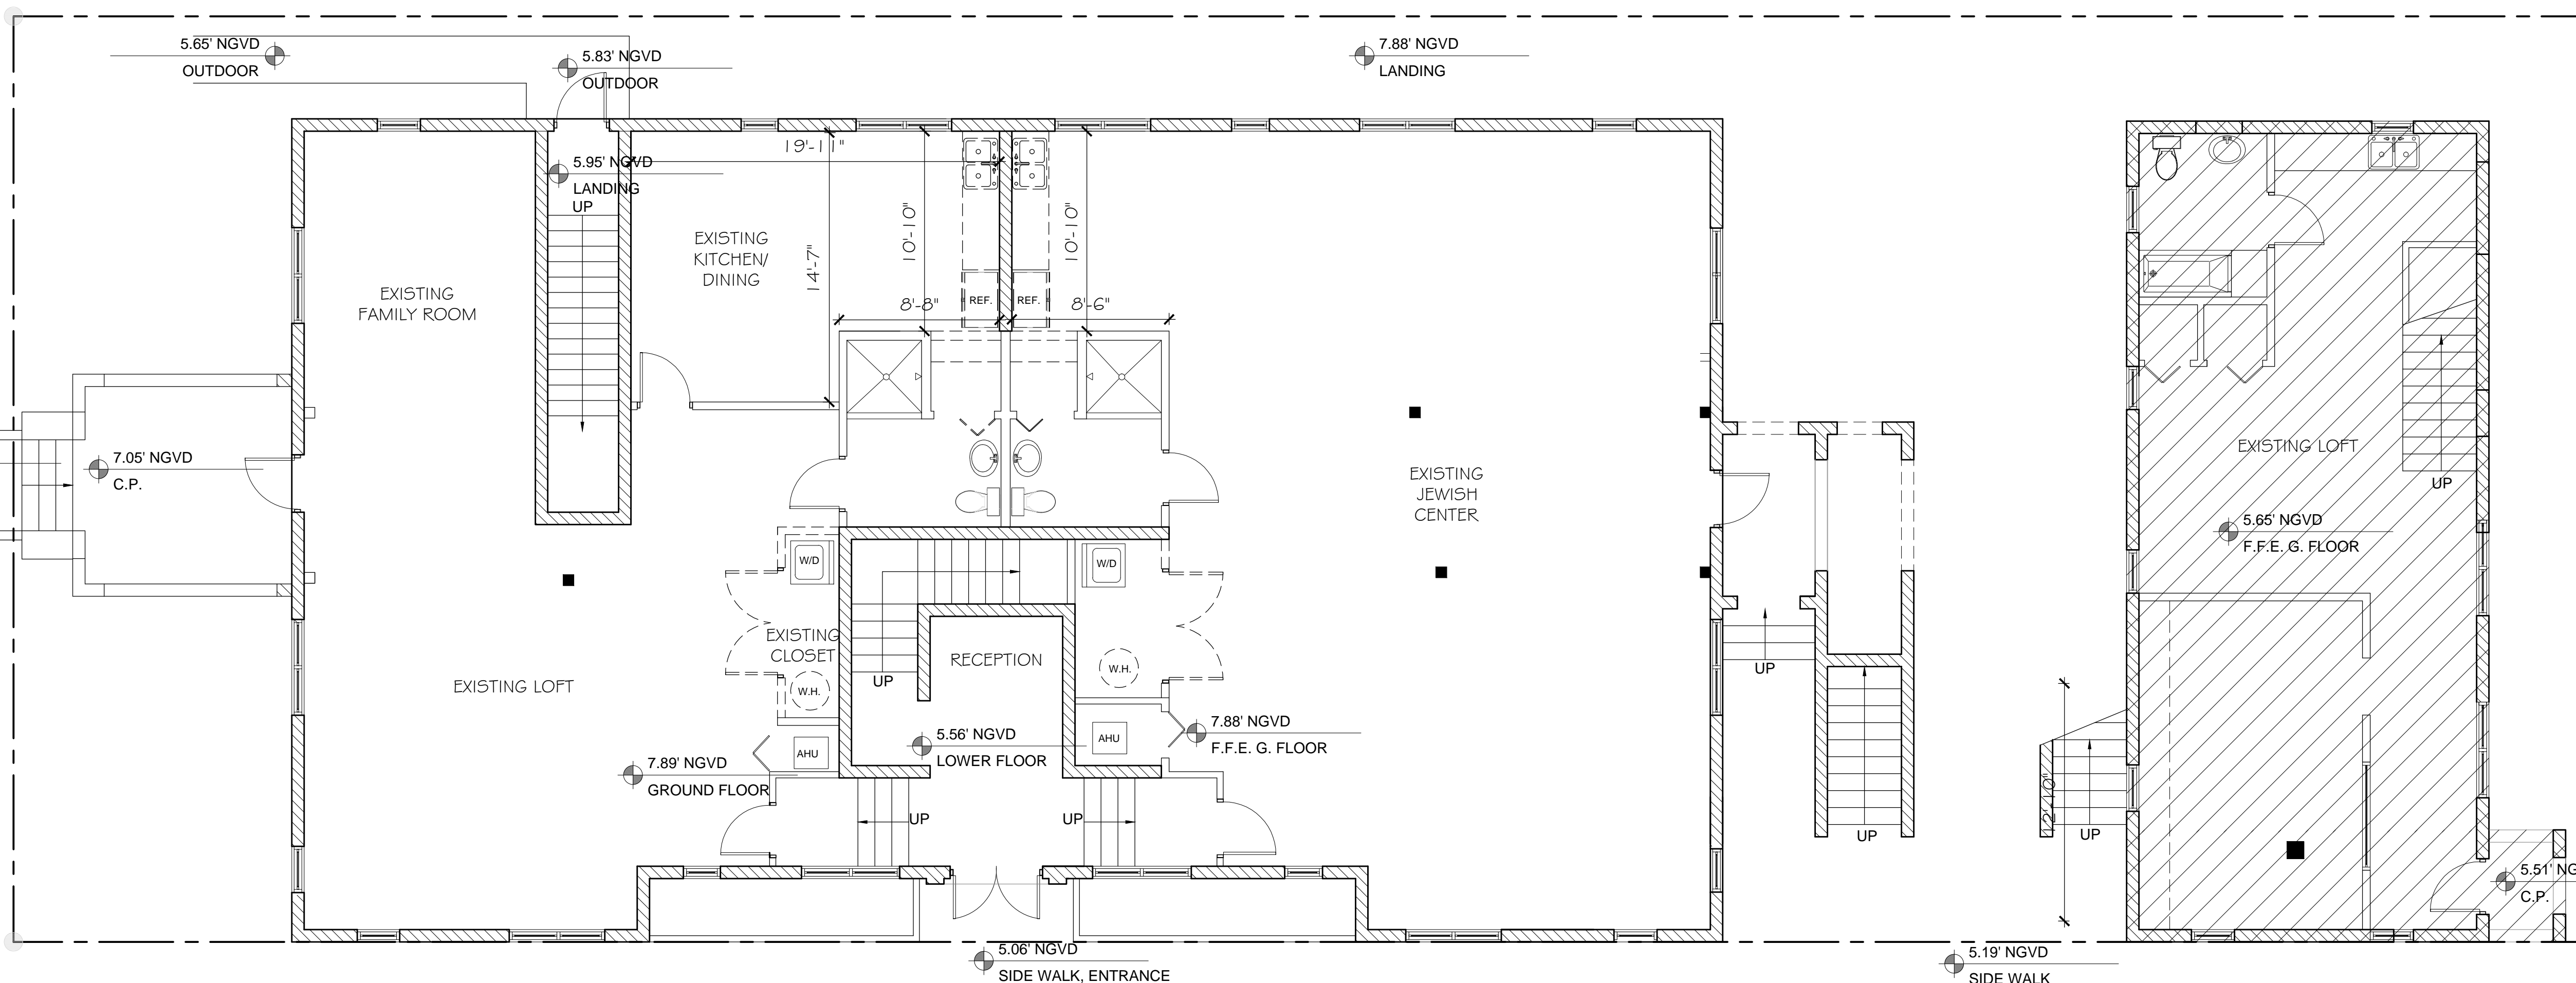 5.65' NGVD
OUTDOOR
5.83' NGVD
OUTDOOR
7.88' NGVD
LANDING
19'-11"
5.95' NGVD
LANDING
UP
EXISTING
KITCHEN/
DINING
14'-7"
10'-10"
10'-10"
8'-8"
REF.
REF.
8'-6"
EXISTING
FAMILY ROOM
7.05' NGVD
C.P.
EXISTING
JEWISH
CENTER
EXISTING LOFT
UP
5.65' NGVD
F.F.E. G. FLOOR
W/D
W/D
EXISTING
CLOSET
RECEPTION
W.H.
W.H.
UP
UP
EXISTING LOFT
5.56' NGVD
LOWER FLOOR
AHU
AHU
7.88' NGVD
F.F.E. G. FLOOR
7.89' NGVD
GROUND FLOOR
UP
UP
UP
UP
5.51' NG
C.P.
5.06' NGVD
SIDE WALK, ENTRANCE
5.19' NGVD
SIDE WALK